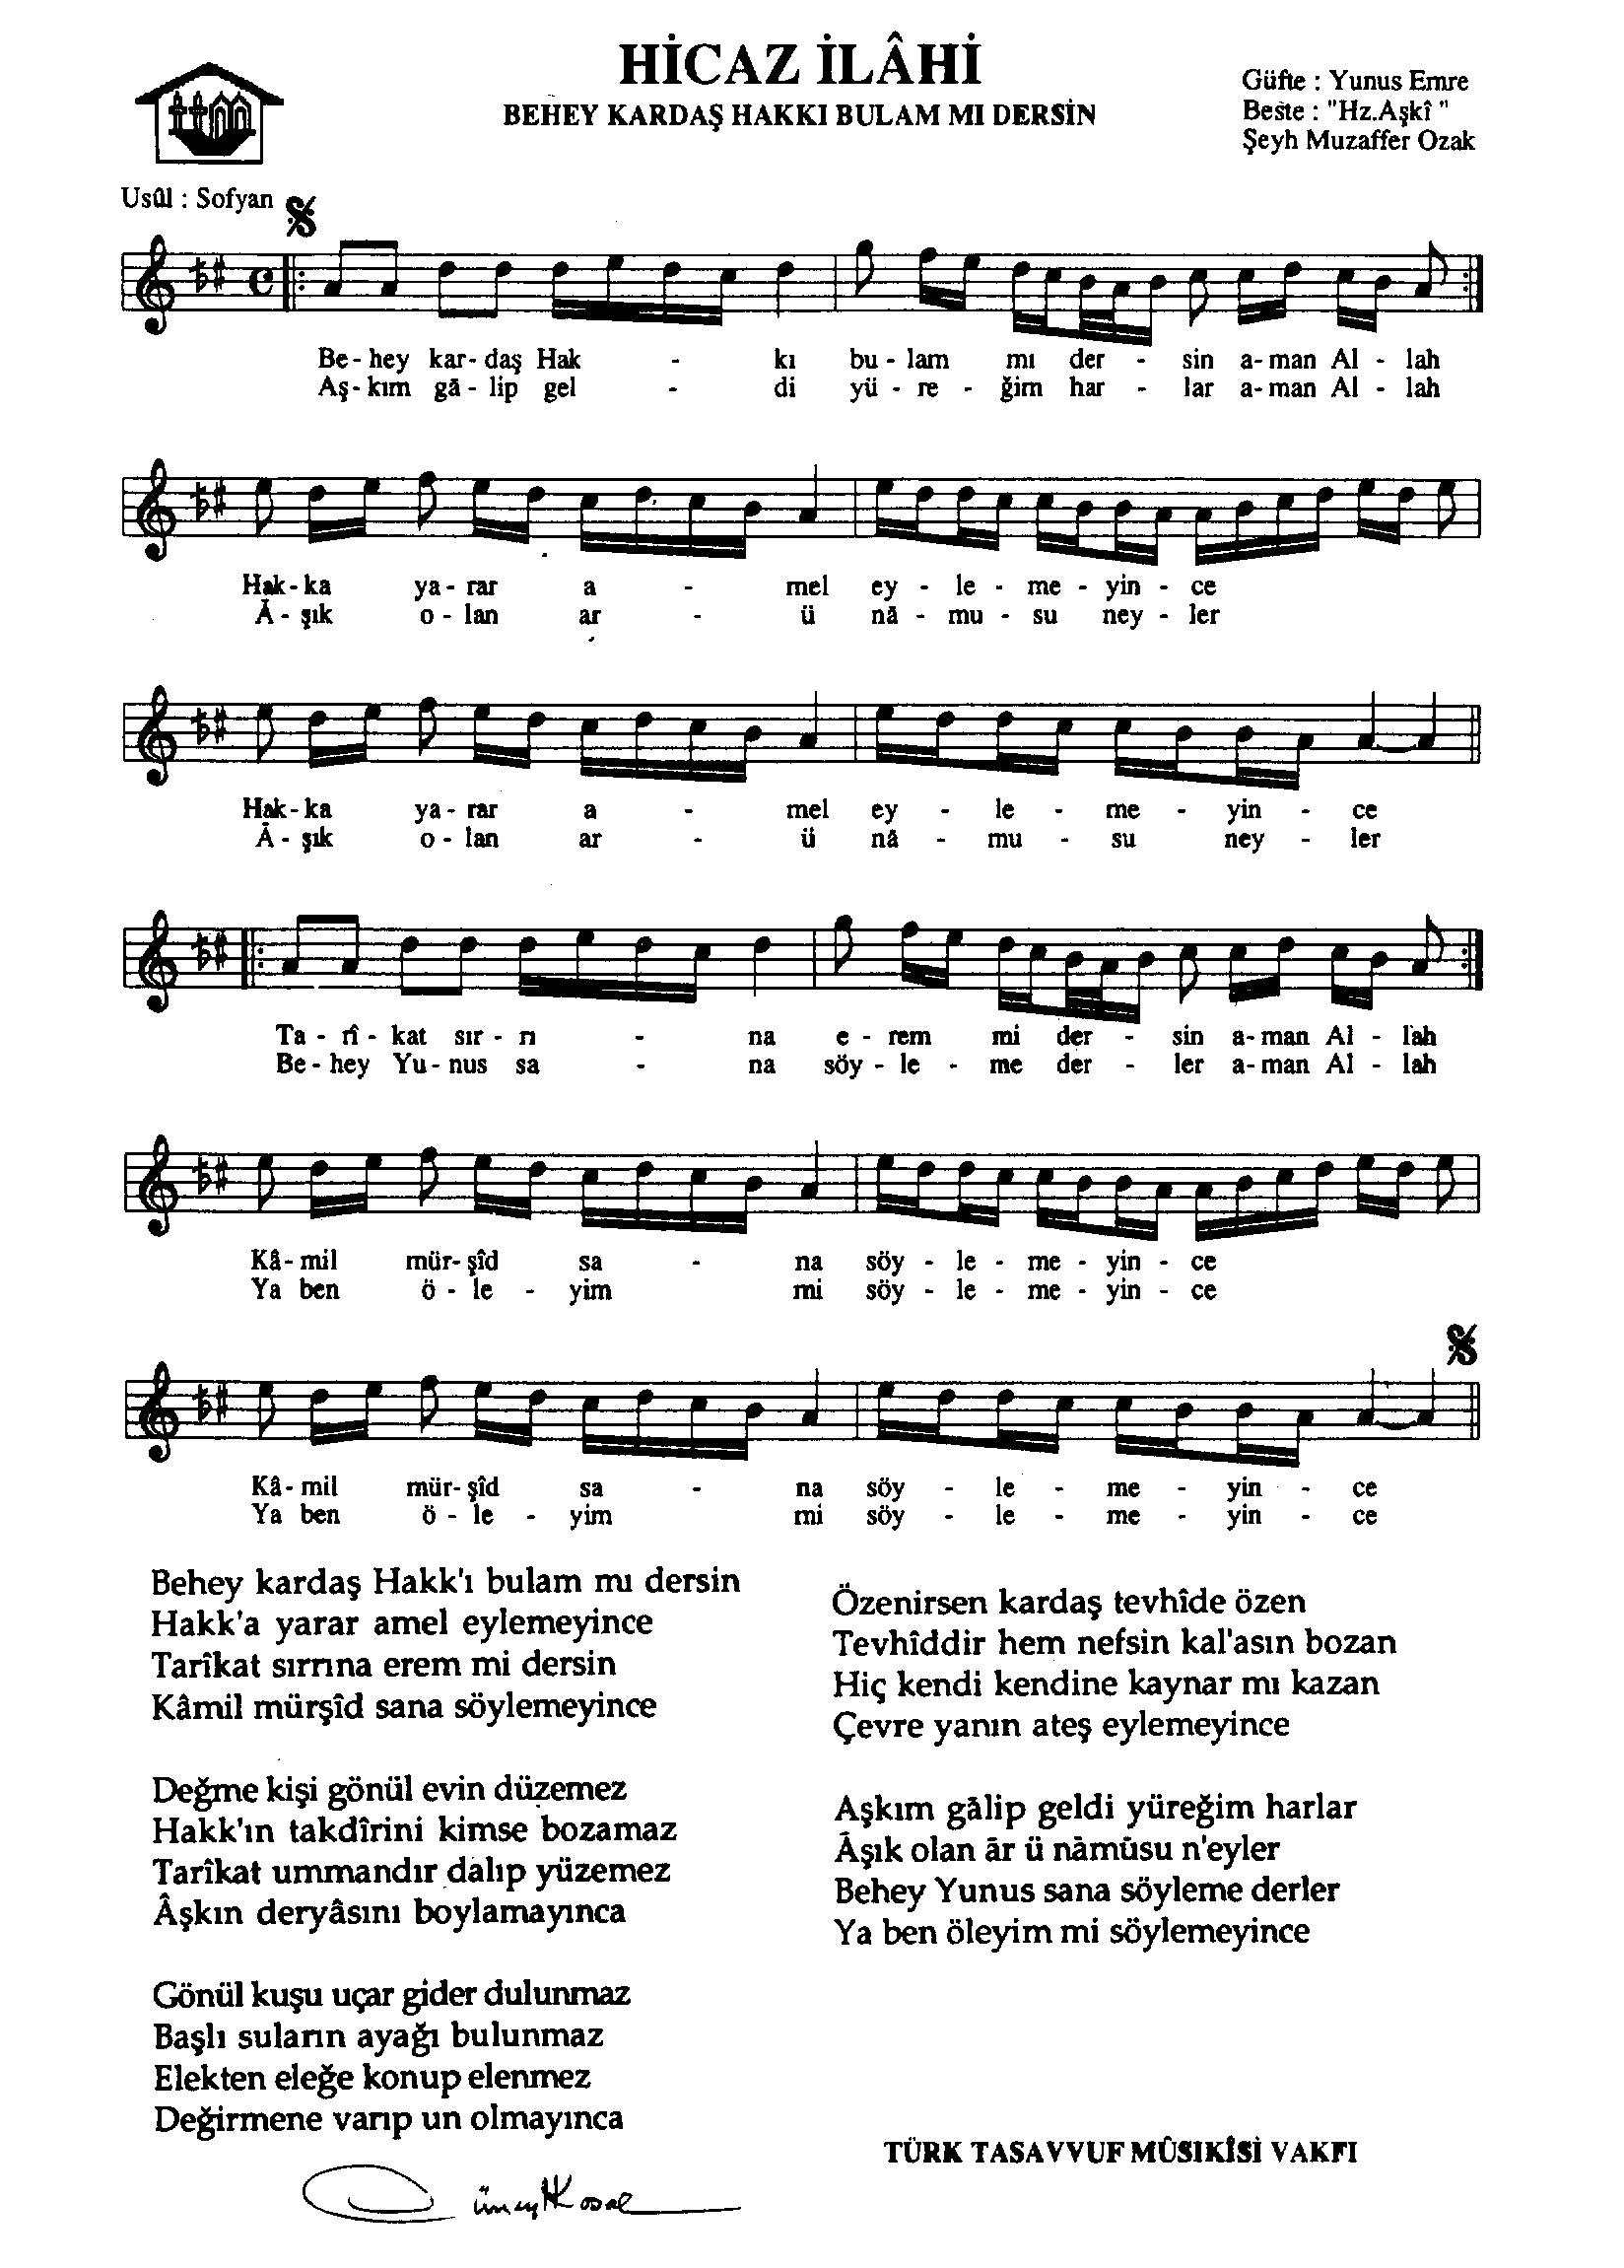 HİCAZ İLÂHİ
BEHEY KARDAŞ HAKKI BULAM MI DERSİN
Güfte : Yunus Emre
Beste : "Hz.Aşkî "
Şeyh Muzaffer Ozak
Usûl : Sofyan
Be - hey kar - daş Hak - kı bu - lam mı der - sin a - man Al - lah
Aş - kım gā - lip gel - di yü - re - ğim har - lar a - man Al - lah
Hak - ka ya - rar a - mel ey - le - me - yin - ce
Ā - şık o - lan ar - ü nā - mu - su ney - ler
Hak - ka ya - rar a - mel ey - le - me - yin - ce
Ā - şık o - lan ar - ü nā - mu - su ney - ler
Ta - rî - kat sır - rı - na e - rem mi der - sin a - man Al - lah
Be - hey Yu - nus sa - na söy - le - me der - ler a - man Al - lah
Kâ - mil mür - şîd sa - na söy - le - me - yin - ce
Ya ben ö - le - yim mi söy - le - me - yin - ce
Kâ - mil mür - şîd sa - na söy - le - me - yin - ce
Ya ben ö - le - yim mi söy - le - me - yin - ce
Behey kardaş Hakk'ı bulam mı dersin
Hakk'a yarar amel eylemeyince
Tarîkat sırrına erem mi dersin
Kâmil mürşîd sana söylemeyince
Değme kişi gönül evin düzemez
Hakk'ın takdîrini kimse bozamaz
Tarîkat ummandır dalıp yüzemez
Âşkın deryâsını boylamayınca
Gönül kuşu uçar gider dulunmaz
Başlı suların ayağı bulunmaz
Elekten eleğe konup elenmez
Değirmene varıp un olmayınca
Özenirsen kardaş tevhîde özen
Tevhîddir hem nefsin kal'asın bozan
Hiç kendi kendine kaynar mı kazan
Çevre yanın ateş eylemeyince
Aşkım gālip geldi yüreğim harlar
Âşık olan ār ü nāmûsu n'eyler
Behey Yunus sana söyleme derler
Ya ben öleyim mi söylemeyince
TÜRK TASAVVUF MÛSIKÎSİ VAKFI
Cüneyt Kosal